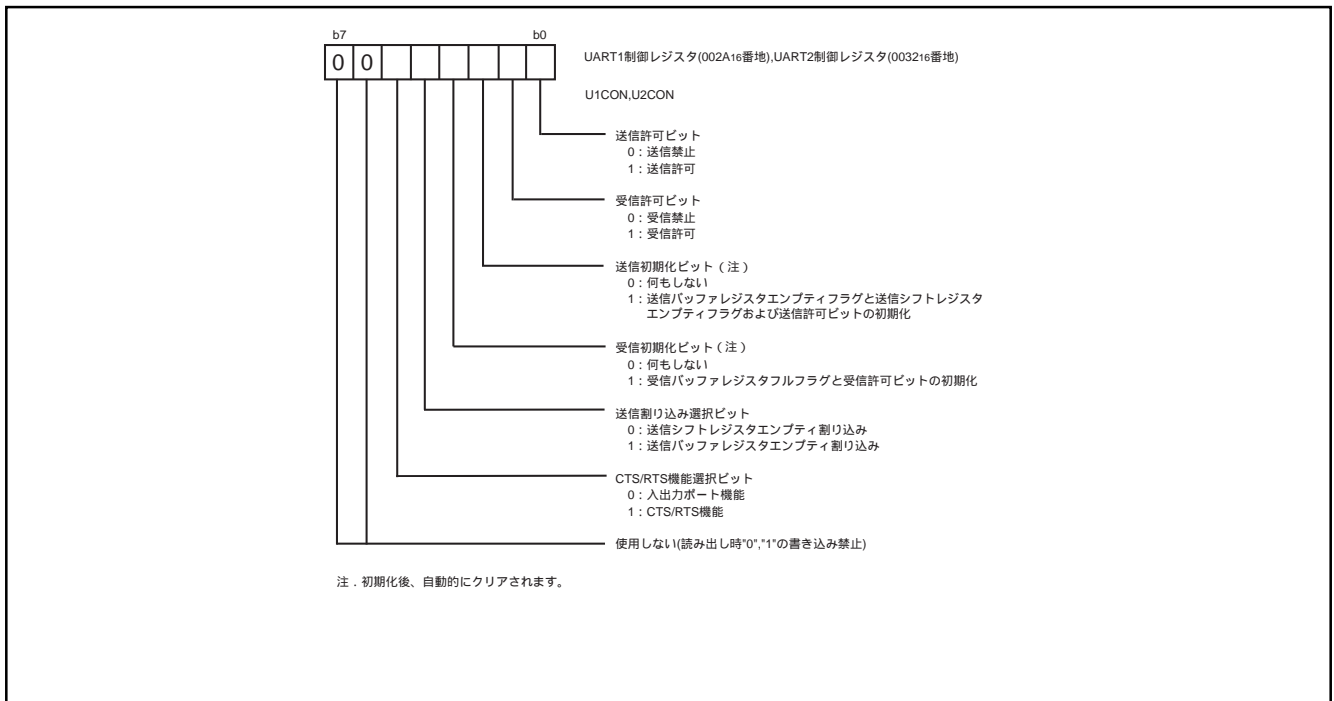 b7 b0
0 0
UART1制御レジスタ(002A16番地),UART2制御レジスタ(003216番地)
U1CON,U2CON
送信許可ビット
0：送信禁止
1：送信許可
受信許可ビット
0：受信禁止
1：受信許可
送信初期化ビット（注）
0：何もしない
1：送信バッファレジスタエンプティフラグと送信シフトレジスタ
エンプティフラグおよび送信許可ビットの初期化
受信初期化ビット（注）
0：何もしない
1：受信バッファレジスタフルフラグと受信許可ビットの初期化
送信割り込み選択ビット
0：送信シフトレジスタエンプティ割り込み
1：送信バッファレジスタエンプティ割り込み
CTS/RTS機能選択ビット
0：入出力ポート機能
1：CTS/RTS機能
使用しない(読み出し時"0","1"の書き込み禁止)
注．初期化後、自動的にクリアされます。